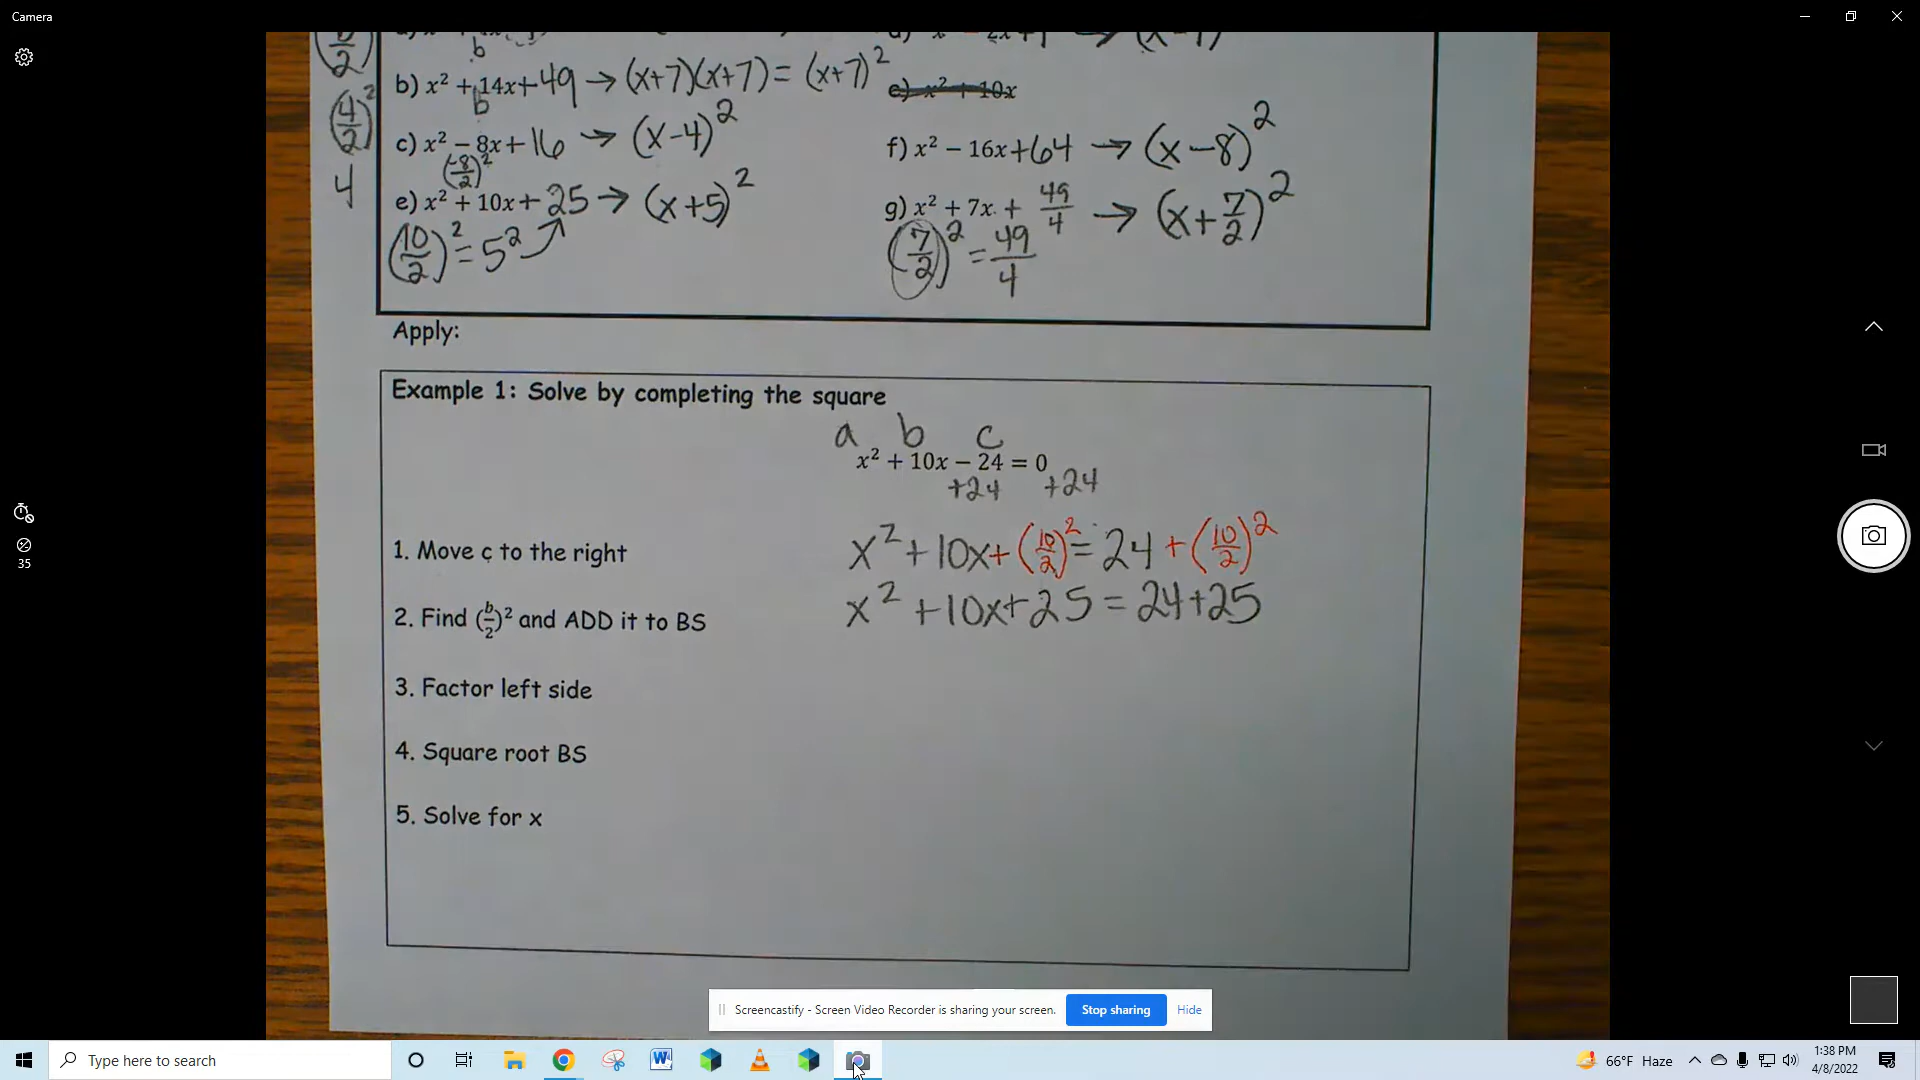 Camera
b
b) x² + 14x+49 → (x+7)(x+7) = (x+7)²
e) x² + 10x
b
(4/2)²
c) x² − 8x+16 → (x-4)²
(-8/2)²
f) x² − 16x+64 → (x-8)²
4
e) x² + 10x+25 → (x+5)²
g) x² + 7x + 49/4 → (x+7/2)²
(10/2)² = 5²
(7/2)² = 49/4
Apply:
Example 1: Solve by completing the square
a b c
x² + 10x − 24 = 0
+24 +24
1. Move c to the right
x² + 10x + (10/2)² = 24 + (10/2)²
2. Find (b/2)² and ADD it to BS
x² +10x+25 = 24+25
3. Factor left side
4. Square root BS
5. Solve for x
35
Screencastify - Screen Video Recorder is sharing your screen.
Stop sharing
Hide
Type here to search
66°F Haze
1:38 PM
4/8/2022